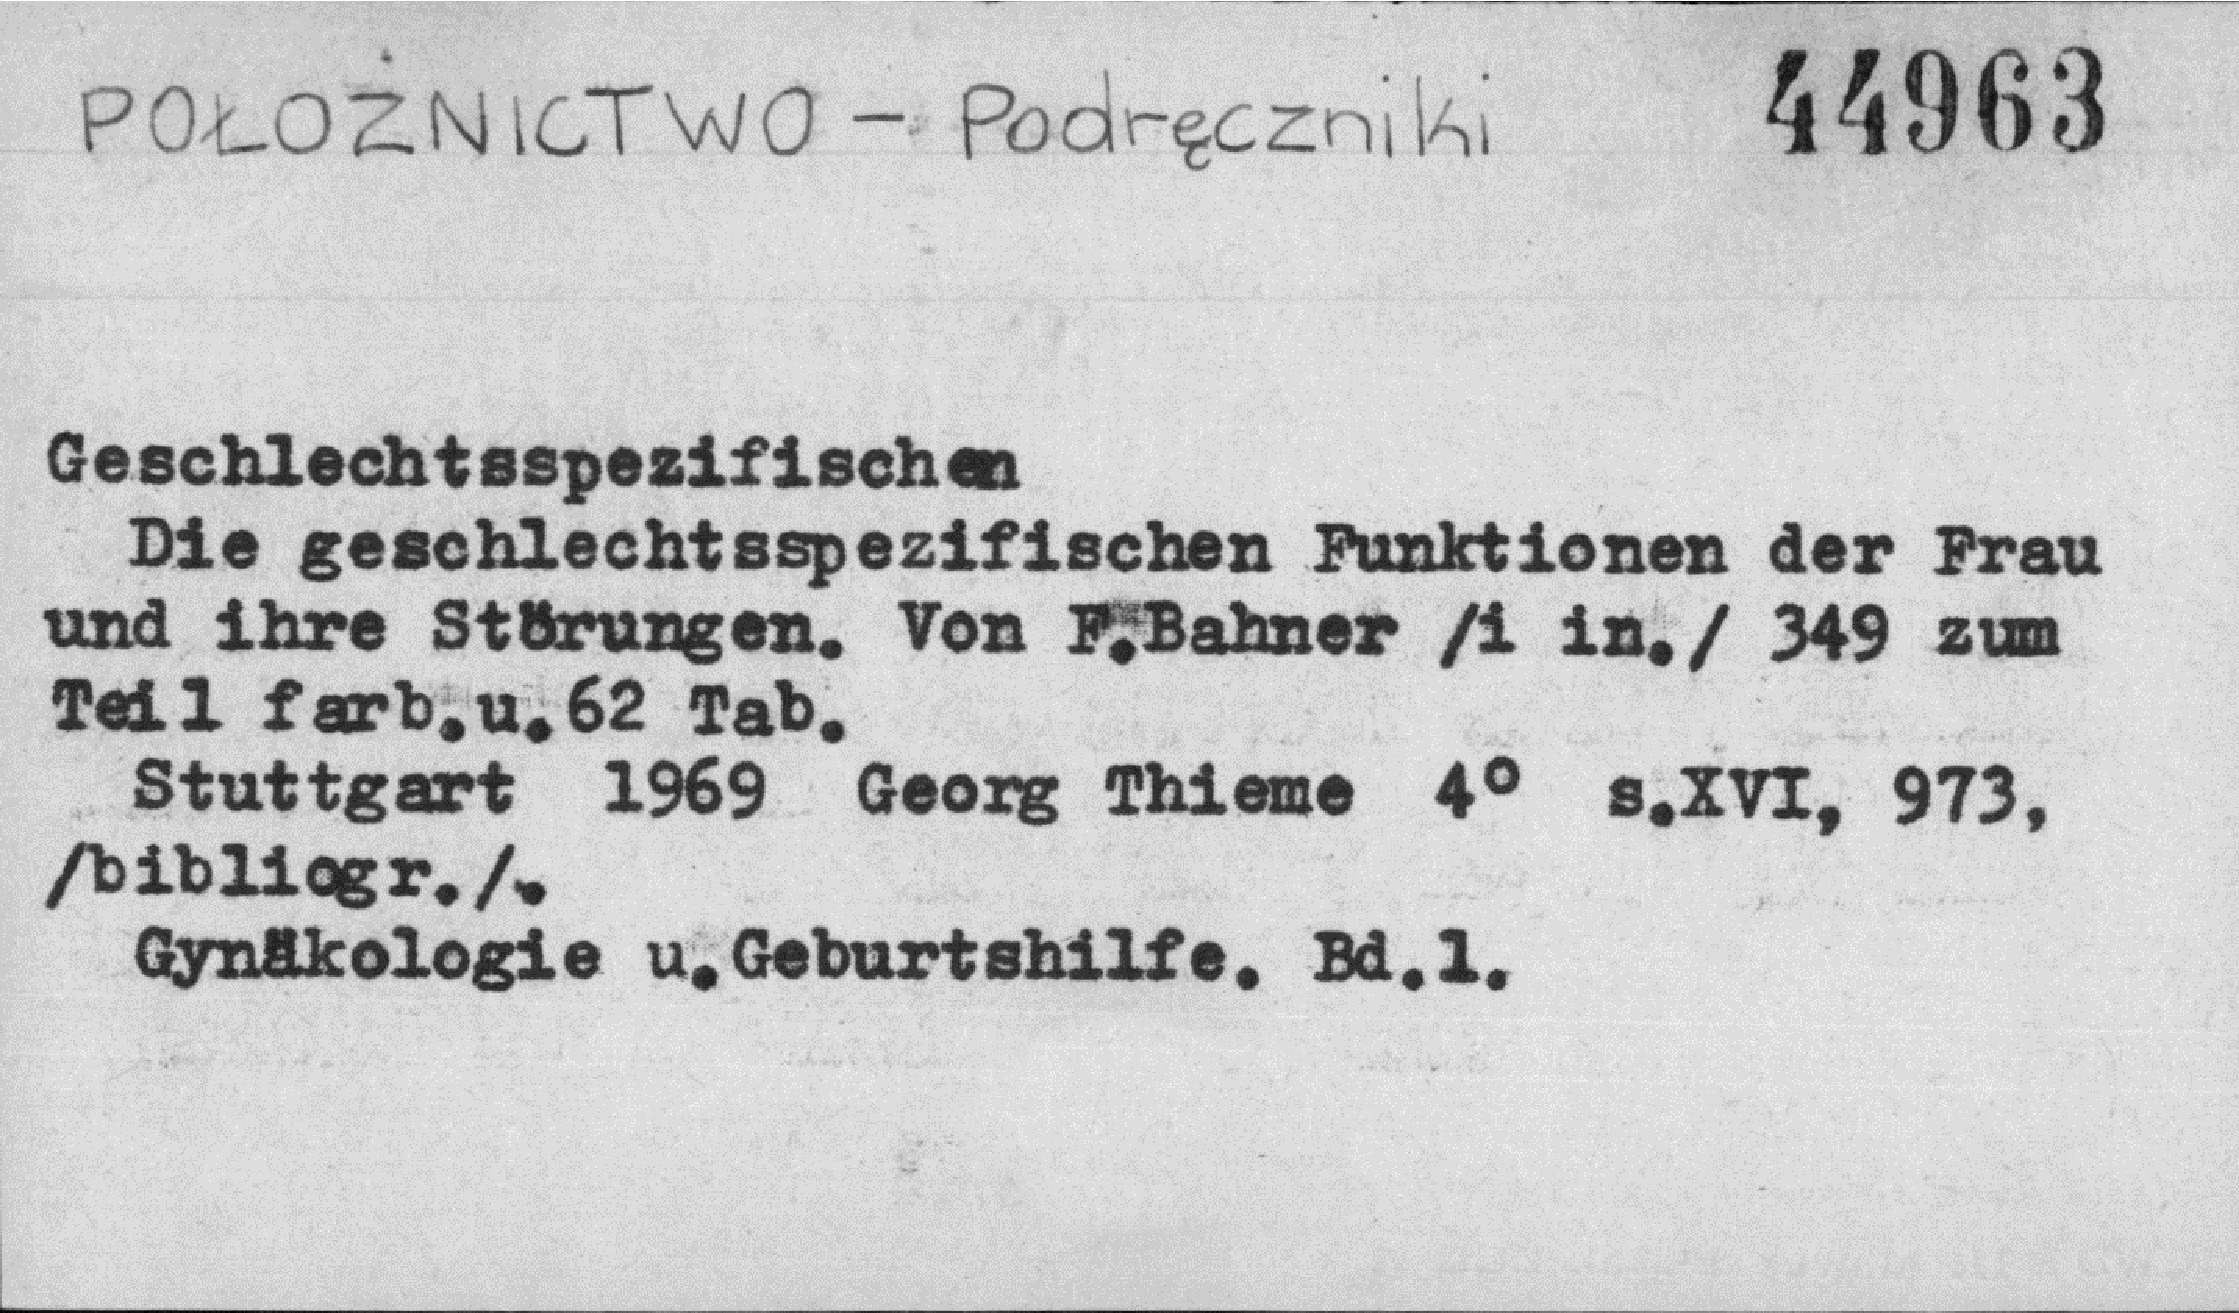 POŁOŻNICTWO - Podręczniki 44963
Geschlechtsspezifischen
Die geschlechtsspezifischen Funktionen der Frau
und ihre Störungen. Von F.Bahner /i in./ 349 zum
Teil farb.u.62 Tab.
Stuttgart 1969 Georg Thieme 4° s.XVI, 973,
/bibliogr./.
Gynäkologie u.Geburtshilfe. Bd.1.